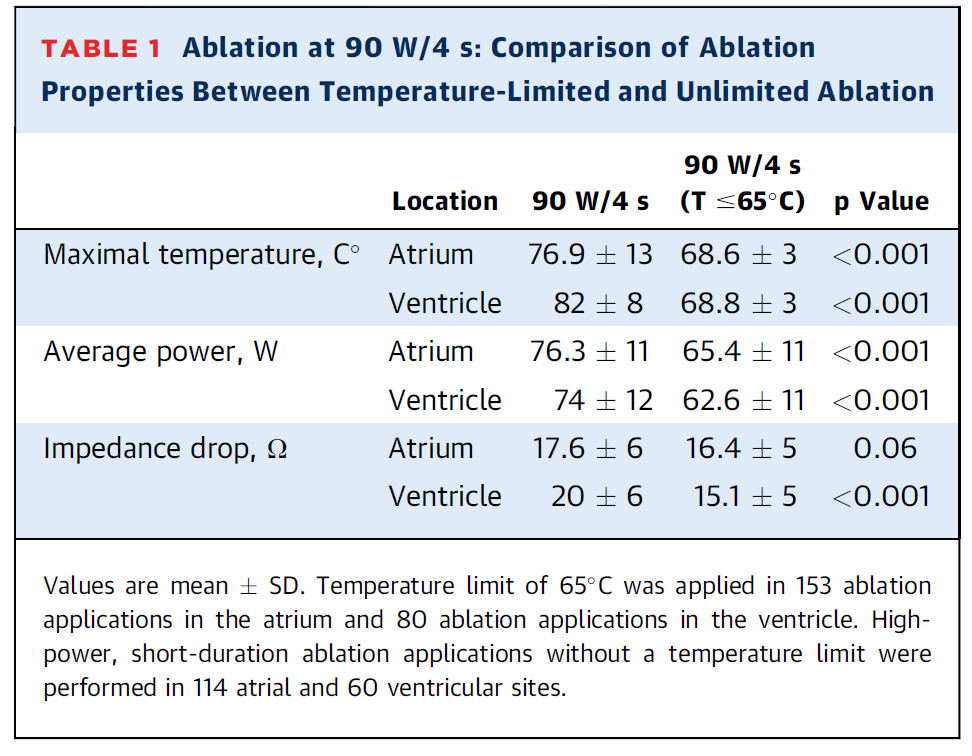 TABLE 1 Ablation at 90 W/4 s: Comparison of Ablation
Properties Between Temperature-Limited and Unlimited Ablation
Location 90 W/4 s 90 W/4 s (T ≤65°C) p Value
Maximal temperature, C° Atrium 76.9 ± 13 68.6 ± 3 <0.001
Ventricle 82 ± 8 68.8 ± 3 <0.001
Average power, W Atrium 76.3 ± 11 65.4 ± 11 <0.001
Ventricle 74 ± 12 62.6 ± 11 <0.001
Impedance drop, Ω Atrium 17.6 ± 6 16.4 ± 5 0.06
Ventricle 20 ± 6 15.1 ± 5 <0.001
Values are mean ± SD. Temperature limit of 65°C was applied in 153 ablation
applications in the atrium and 80 ablation applications in the ventricle. High-
power, short-duration ablation applications without a temperature limit were
performed in 114 atrial and 60 ventricular sites.